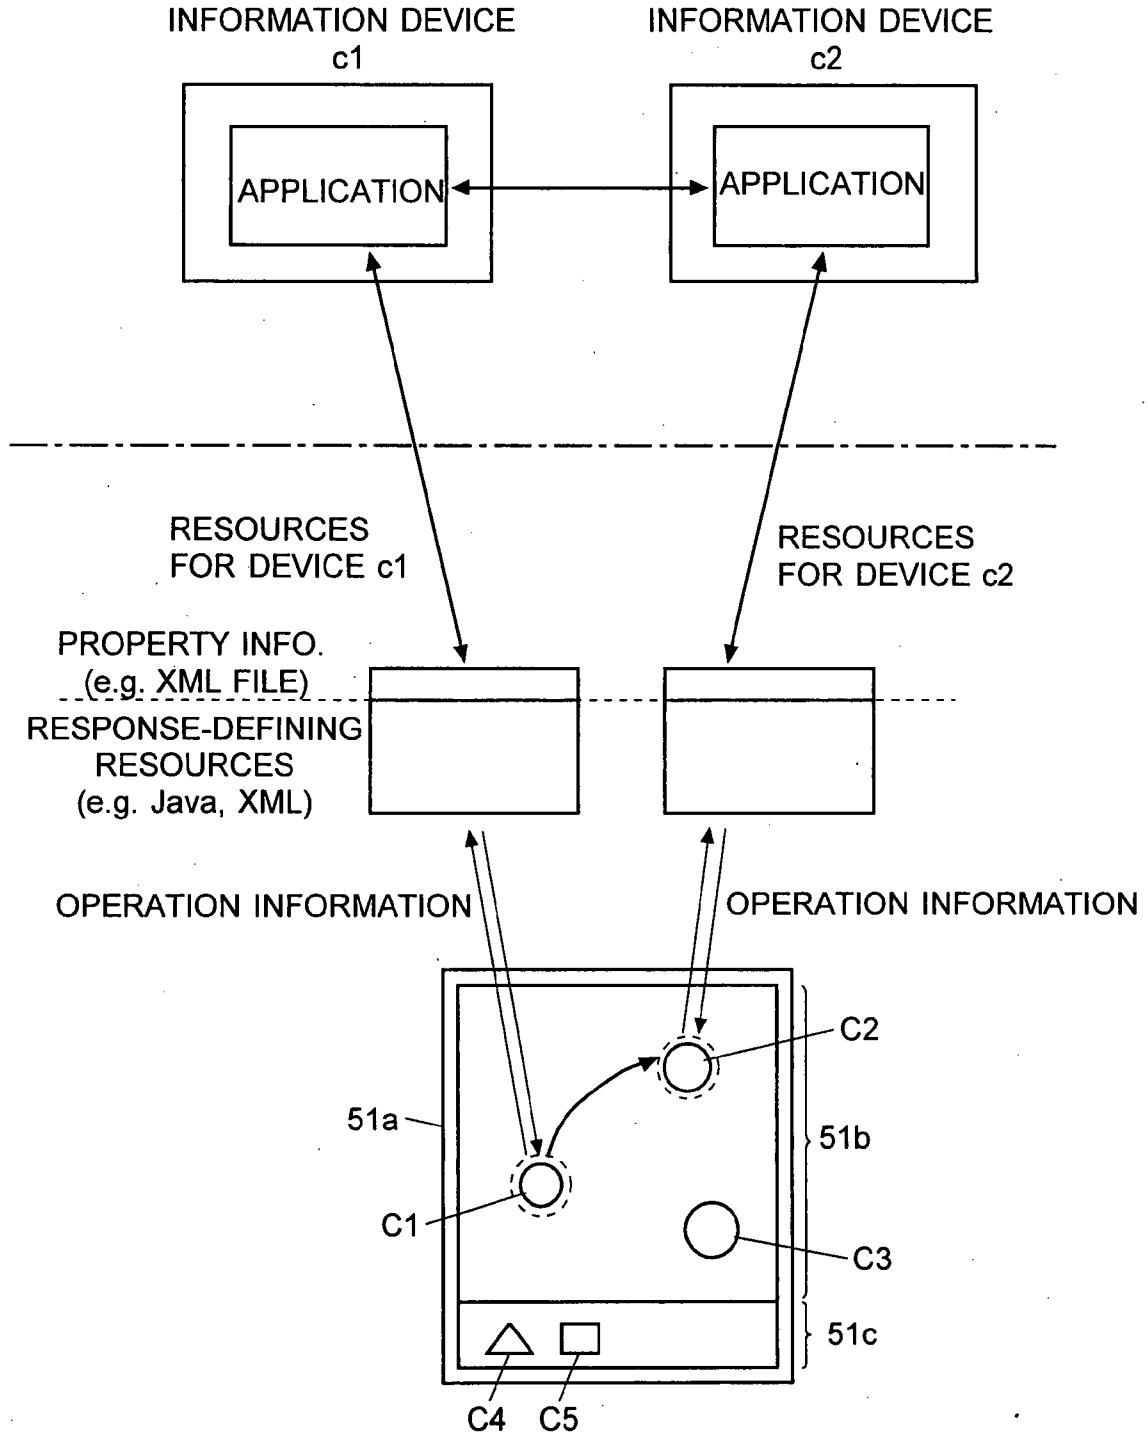 INFORMATION DEVICE
c1
INFORMATION DEVICE
c2
APPLICATION
APPLICATION
RESOURCES
FOR DEVICE c1
RESOURCES
FOR DEVICE c2
PROPERTY INFO.
(e.g. XML FILE)
RESPONSE-DEFINING
RESOURCES
(e.g. Java, XML)
OPERATION INFORMATION
OPERATION INFORMATION
C2
51a
51b
C1
C3
51c
C4
C5